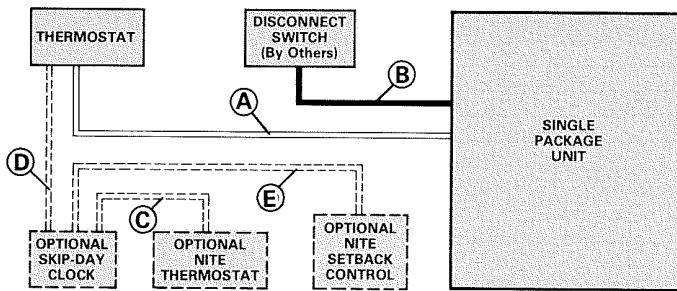 THERMOSTAT
DISCONNECT
SWITCH
(By Others)
B
A
SINGLE
PACKAGE
UNIT
D
E
C
OPTIONAL
SKIP-DAY
CLOCK
OPTIONAL
NITE
THERMOSTAT
OPTIONAL
NITE
SETBACK
CONTROL